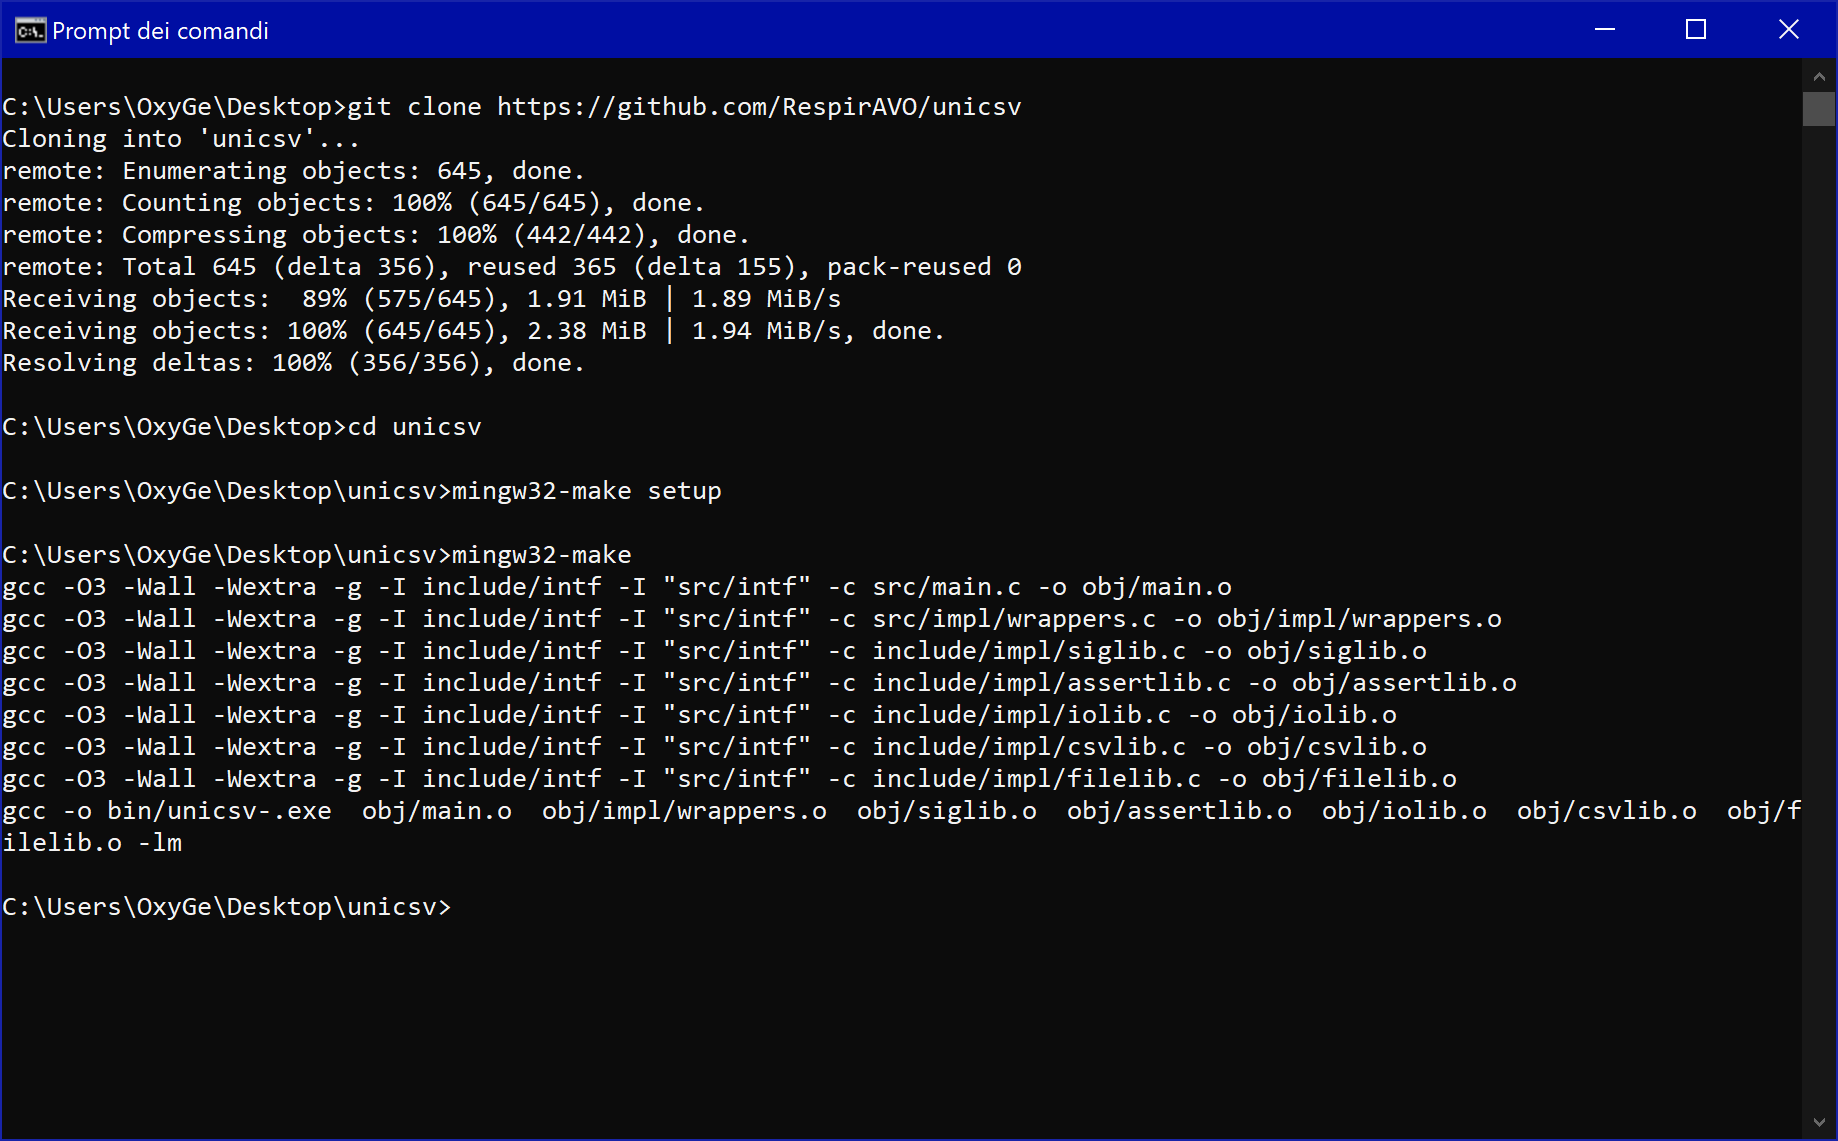 Prompt dei comandi
C:\Users\OxyGe\Desktop>git clone https://github.com/RespirAVO/unicsv
Cloning into 'unicsv'...
remote: Enumerating objects: 645, done.
remote: Counting objects: 100% (645/645), done.
remote: Compressing objects: 100% (442/442), done.
remote: Total 645 (delta 356), reused 365 (delta 155), pack-reused 0
Receiving objects:  89% (575/645), 1.91 MiB | 1.89 MiB/s
Receiving objects: 100% (645/645), 2.38 MiB | 1.94 MiB/s, done.
Resolving deltas: 100% (356/356), done.
C:\Users\OxyGe\Desktop>cd unicsv
C:\Users\OxyGe\Desktop\unicsv>mingw32-make setup
C:\Users\OxyGe\Desktop\unicsv>mingw32-make
gcc -O3 -Wall -Wextra -g -I include/intf -I "src/intf" -c src/main.c -o obj/main.o
gcc -O3 -Wall -Wextra -g -I include/intf -I "src/intf" -c src/impl/wrappers.c -o obj/impl/wrappers.o
gcc -O3 -Wall -Wextra -g -I include/intf -I "src/intf" -c include/impl/siglib.c -o obj/siglib.o
gcc -O3 -Wall -Wextra -g -I include/intf -I "src/intf" -c include/impl/assertlib.c -o obj/assertlib.o
gcc -O3 -Wall -Wextra -g -I include/intf -I "src/intf" -c include/impl/iolib.c -o obj/iolib.o
gcc -O3 -Wall -Wextra -g -I include/intf -I "src/intf" -c include/impl/csvlib.c -o obj/csvlib.o
gcc -O3 -Wall -Wextra -g -I include/intf -I "src/intf" -c include/impl/filelib.c -o obj/filelib.o
gcc -o bin/unicsv-.exe  obj/main.o  obj/impl/wrappers.o  obj/siglib.o  obj/assertlib.o  obj/iolib.o  obj/csvlib.o  obj/f
ilelib.o -lm
C:\Users\OxyGe\Desktop\unicsv>